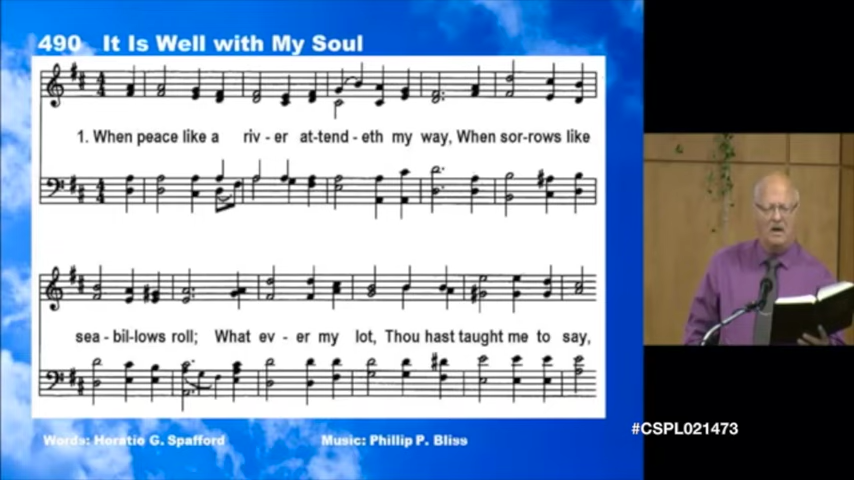 490 It Is Well with My Soul
1. When peace like a riv - er at-tend - eth my way, When sor-rows like
sea - bil-lows roll; What ev - er my lot, Thou hast taught me to say,
Words: Horatio G. Spafford Music: Phillip P. Bliss
#CSPL021473